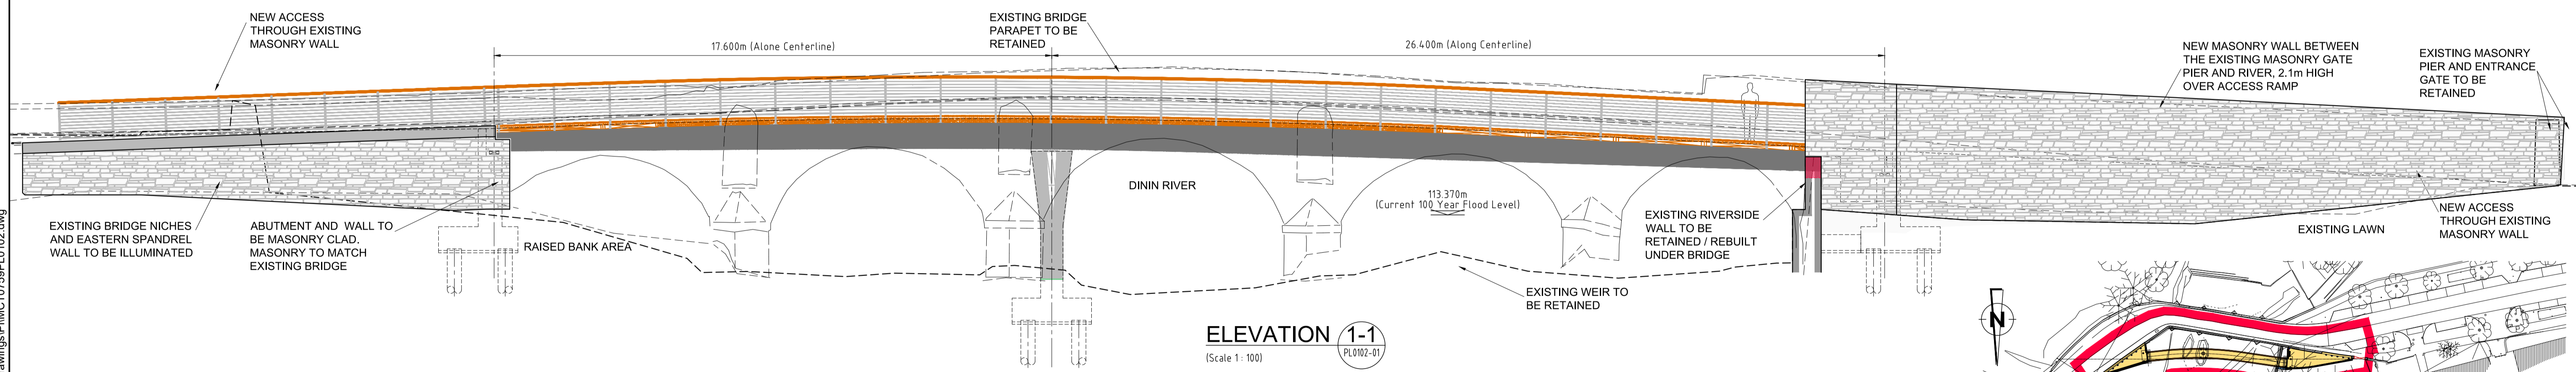 NEW ACCESS
THROUGH EXISTING
MASONRY WALL
17.600m (Alone Centerline)
EXISTING BRIDGE
PARAPET TO BE
RETAINED
26.400m (Along Centerline)
NEW MASONRY WALL BETWEEN
THE EXISTING MASONRY GATE
PIER AND RIVER, 2.1m HIGH
OVER ACCESS RAMP
EXISTING MASONRY
PIER AND ENTRANCE
GATE TO BE
RETAINED
EXISTING BRIDGE NICHES
AND EASTERN SPANDREL
WALL TO BE ILLUMINATED
ABUTMENT AND WALL TO
BE MASONRY CLAD.
MASONRY TO MATCH
EXISTING BRIDGE
RAISED BANK AREA
DININ RIVER
113.370m
(Current 100 Year Flood Level)
EXISTING RIVERSIDE
WALL TO BE
RETAINED / REBUILT
UNDER BRIDGE
EXISTING WEIR TO
BE RETAINED
EXISTING LAWN
NEW ACCESS
THROUGH EXISTING
MASONRY WALL
ELEVATION 1-1
PL0102-01
(Scale 1 : 100)
N